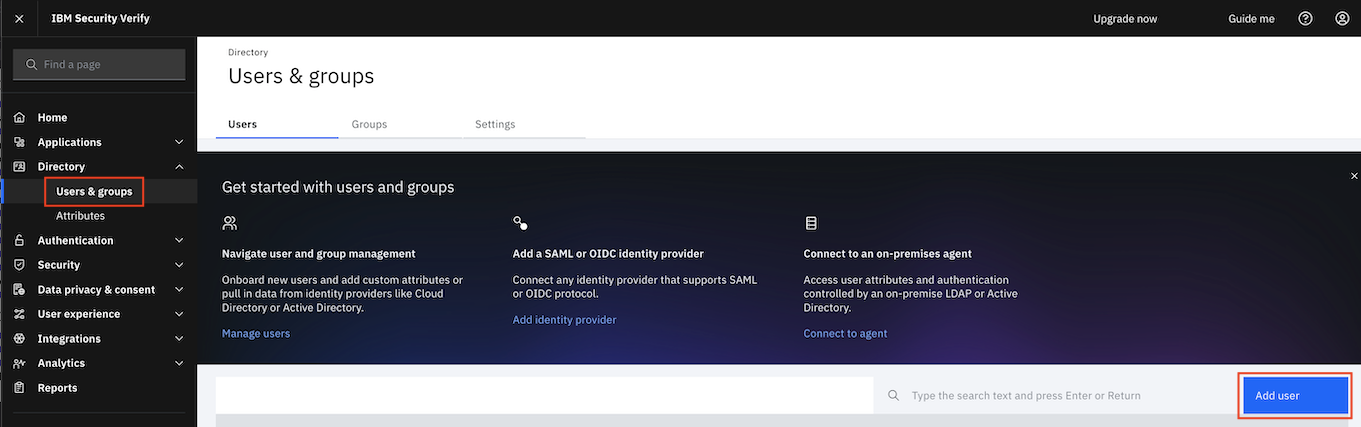 IBM Security Verify
Upgrade now
Guide me
Find a page
Home
Applications
Directory
Users & groups
Attributes
Authentication
Security
Data privacy & consent
User experience
Integrations
Analytics
Reports
Directory
Users & groups
Users
Groups
Settings
Get started with users and groups
Navigate user and group management
Onboard new users and add custom attributes or
pull in data from identity providers like Cloud
Directory or Active Directory.
Manage users
Add a SAML or OIDC identity provider
Connect any identity provider that supports SAML
or OIDC protocol.
Add identity provider
Connect to an on-premises agent
Access user attributes and authentication
controlled by an on-premise LDAP or Active
Directory.
Connect to agent
Type the search text and press Enter or Return
Add user